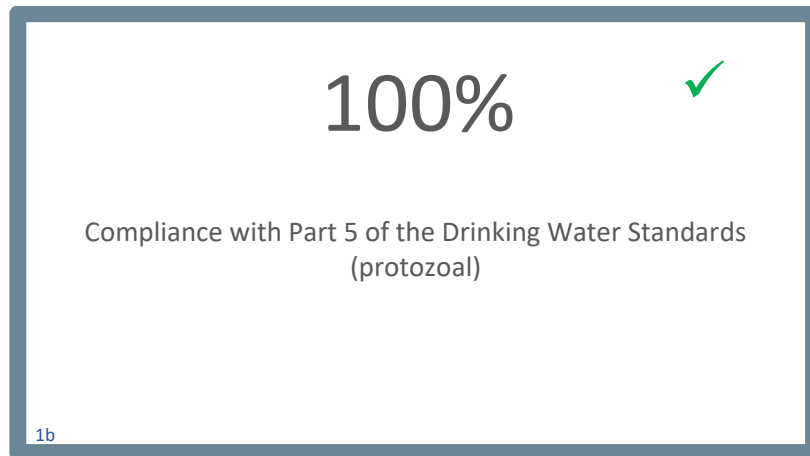 100%
Compliance with Part 5 of the Drinking Water Standards
(protozoal)
1b